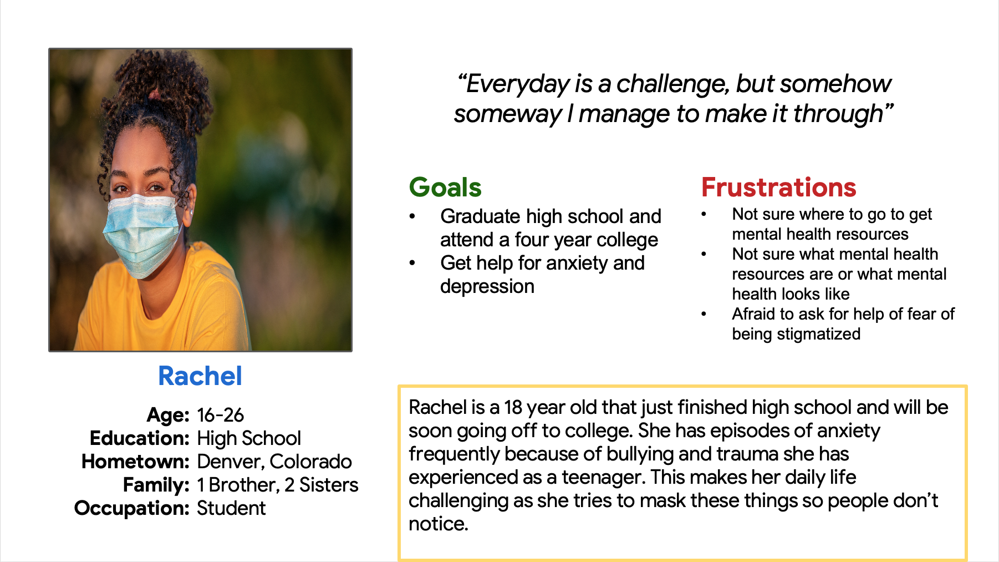 “Everyday is a challenge, but somehow
someway I manage to make it through”
Goals
• Graduate high school and
attend a four year college
• Get help for anxiety and
depression
Frustrations
• Not sure where to go to get
mental health resources
• Not sure what mental health
resources are or what mental
health looks like
• Afraid to ask for help of fear of
being stigmatized
Rachel
Age: 16-26
Education: High School
Hometown: Denver, Colorado
Family: 1 Brother, 2 Sisters
Occupation: Student
Rachel is a 18 year old that just finished high school and will be
soon going off to college. She has episodes of anxiety
frequently because of bullying and trauma she has
experienced as a teenager. This makes her daily life
challenging as she tries to mask these things so people don’t
notice.